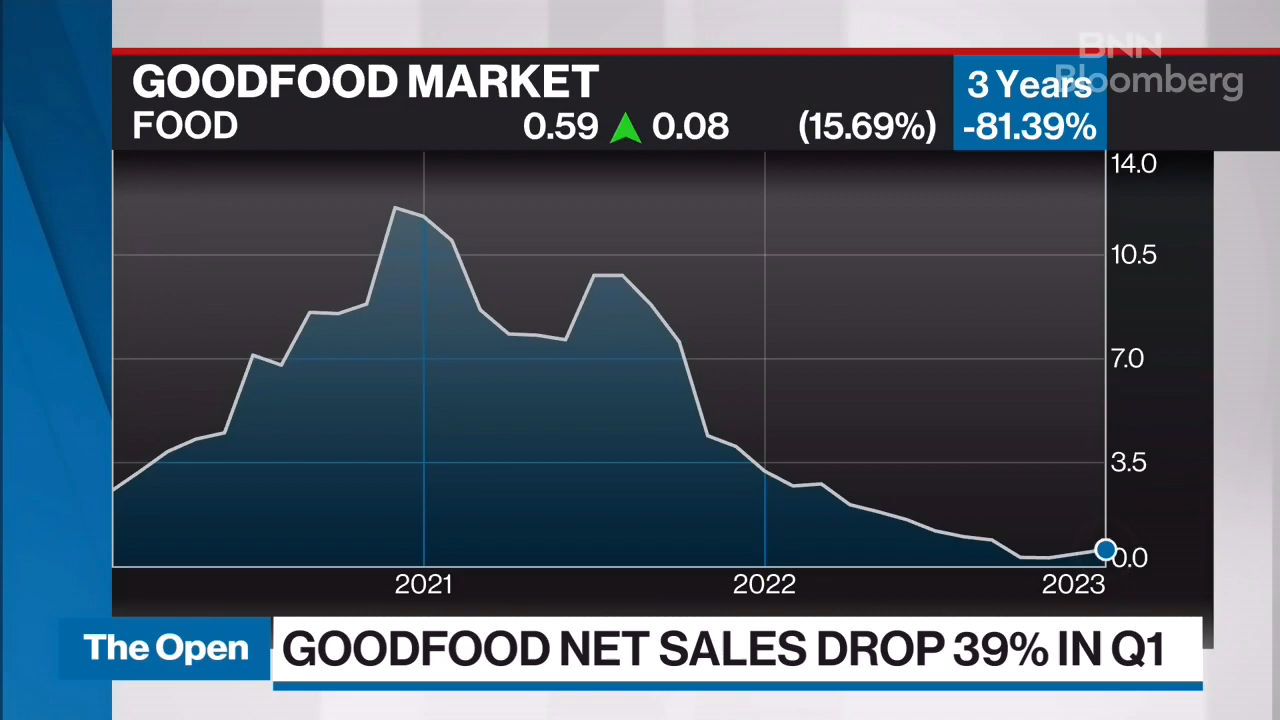 BNN
Bloomberg
GOODFOOD MARKET
FOOD 0.59 ▲ 0.08 (15.69%)
3 Years
-81.39%
14.0
10.5
7.0
3.5
0.0
2021 2022 2023
The Open
GOODFOOD NET SALES DROP 39% IN Q1